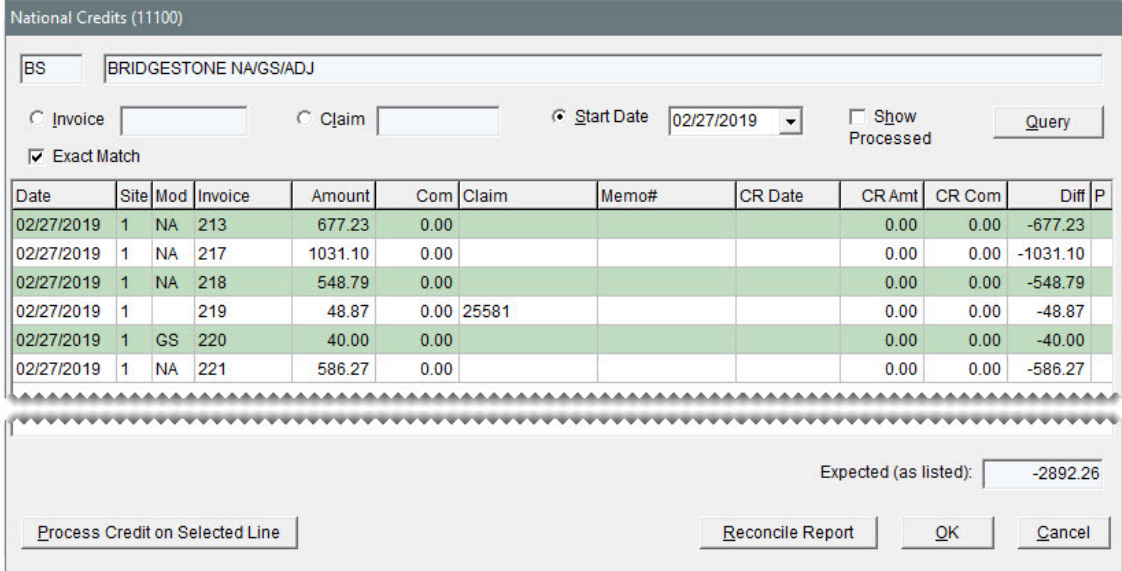 National Credits (11100)
BS BRIDGESTONE NA/GS/ADJ
Invoice Claim Start Date 02/27/2019 Show Processed Query
Exact Match
Date Site Mod Invoice Amount Com Claim Memo# CR Date CR Amt CR Com Diff P
02/27/2019 1 NA 213 677.23 0.00 0.00 0.00 -677.23
02/27/2019 1 NA 217 1031.10 0.00 0.00 0.00 -1031.10
02/27/2019 1 NA 218 548.79 0.00 0.00 0.00 -548.79
02/27/2019 1 219 48.87 0.00 25581 0.00 0.00 -48.87
02/27/2019 1 GS 220 40.00 0.00 0.00 0.00 -40.00
02/27/2019 1 NA 221 586.27 0.00 0.00 0.00 -586.27
Expected (as listed): -2892.26
Process Credit on Selected Line Reconcile Report OK Cancel